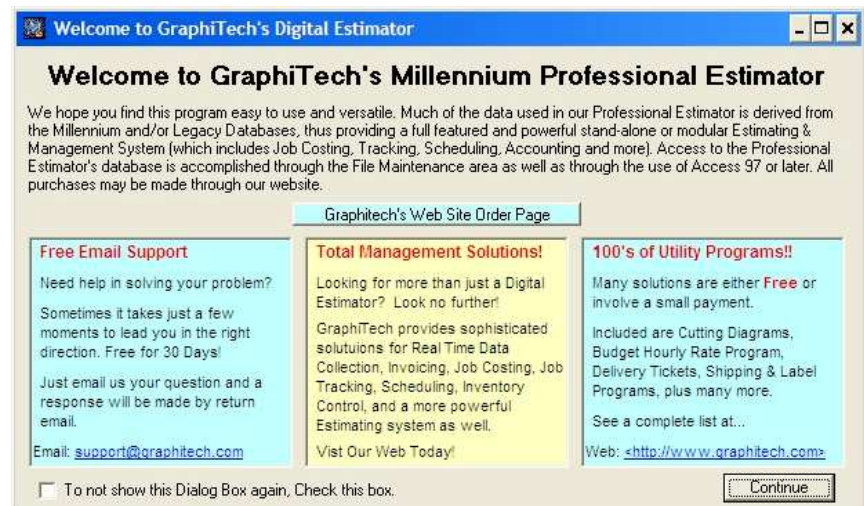 Welcome to GraphiTech's Digital Estimator
Welcome to GraphiTech's Millennium Professional Estimator
We hope you find this program easy to use and versatile. Much of the data used in our Professional Estimator is derived from
the Millennium and/or Legacy Databases, thus providing a full featured and powerful stand-alone or modular Estimating &
Management System (which includes Job Costing, Tracking, Scheduling, Accounting and more). Access to the Professional
Estimator's database is accomplished through the File Maintenance area as well as through the use of Access 97 or later. All
purchases may be made through our website.
Graphitech's Web Site Order Page
Free Email Support
Need help in solving your problem?
Sometimes it takes just a few
moments to lead you in the right
direction. Free for 30 Days!
Just email us your question and a
response will be made by return
email.
Email: support@graphitech.com
Total Management Solutions!
Looking for more than just a Digital
Estimator? Look no further!
GraphiTech provides sophisticated
solutuions for Real Time Data
Collection, Invoicing, Job Costing, Job
Tracking, Scheduling, Inventory
Control, and a more powerful
Estimating system as well.
Vist Our Web Today!
100's of Utility Programs!!
Many solutions are either Free or
involve a small payment.
Included are Cutting Diagrams,
Budget Hourly Rate Program,
Delivery Tickets, Shipping & Label
Programs, plus many more.
See a complete list at...
Web: <http://www.graphitech.com>
To not show this Dialog Box again, Check this box.
Continue